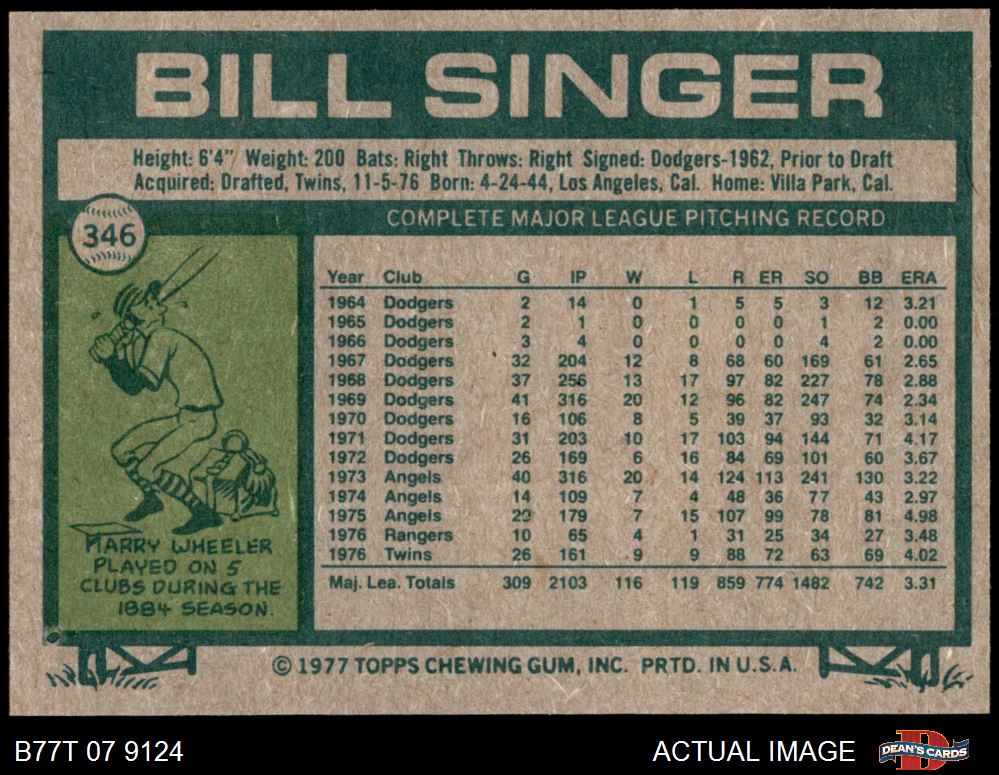 BILL SINGER
Height: 6'4" Weight: 200 Bats: Right Throws: Right Signed: Dodgers-1962, Prior to Draft
Acquired: Drafted, Twins, 11-5-76 Born: 4-24-44, Los Angeles, Cal. Home: Villa Park, Cal.
346
COMPLETE MAJOR LEAGUE PITCHING RECORD
Year Club G IP W L R ER SO BB ERA
1964 Dodgers 2 14 0 1 5 5 3 12 3.21
1965 Dodgers 2 1 0 0 0 0 1 2 0.00
1966 Dodgers 3 4 0 0 0 0 4 2 0.00
1967 Dodgers 32 204 12 8 68 60 169 61 2.65
1968 Dodgers 37 256 13 17 97 82 227 78 2.88
1969 Dodgers 41 316 20 12 96 82 247 74 2.34
1970 Dodgers 16 106 8 5 39 37 93 32 3.14
1971 Dodgers 31 203 10 17 103 94 144 71 4.17
1972 Dodgers 26 169 6 16 84 69 101 60 3.67
1973 Angels 40 316 20 14 124 113 241 130 3.22
1974 Angels 14 109 7 4 48 36 77 43 2.97
1975 Angels 29 179 7 15 107 99 78 81 4.98
1976 Rangers 10 65 4 1 31 25 34 27 3.48
1976 Twins 26 161 9 9 88 72 63 69 4.02
Maj. Lea. Totals 309 2103 116 119 859 774 1482 742 3.31
HARRY WHEELER
PLAYED ON 5
CLUBS DURING THE
1884 SEASON.
© 1977 TOPPS CHEWING GUM, INC. PRTD. IN U.S.A.
B77T 07 9124 ACTUAL IMAGE D DEAN'S CARDS